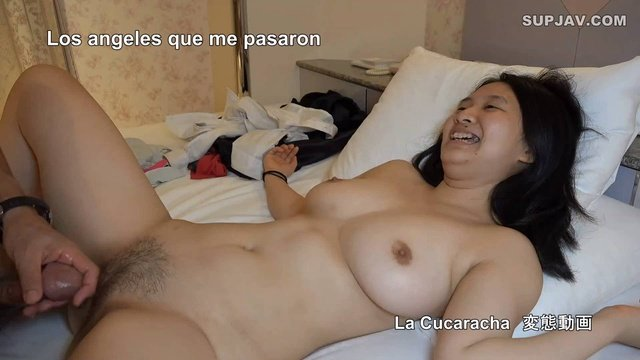 SUPJAV.COM
Los angeles que me pasaron
La Cucaracha 変態動画